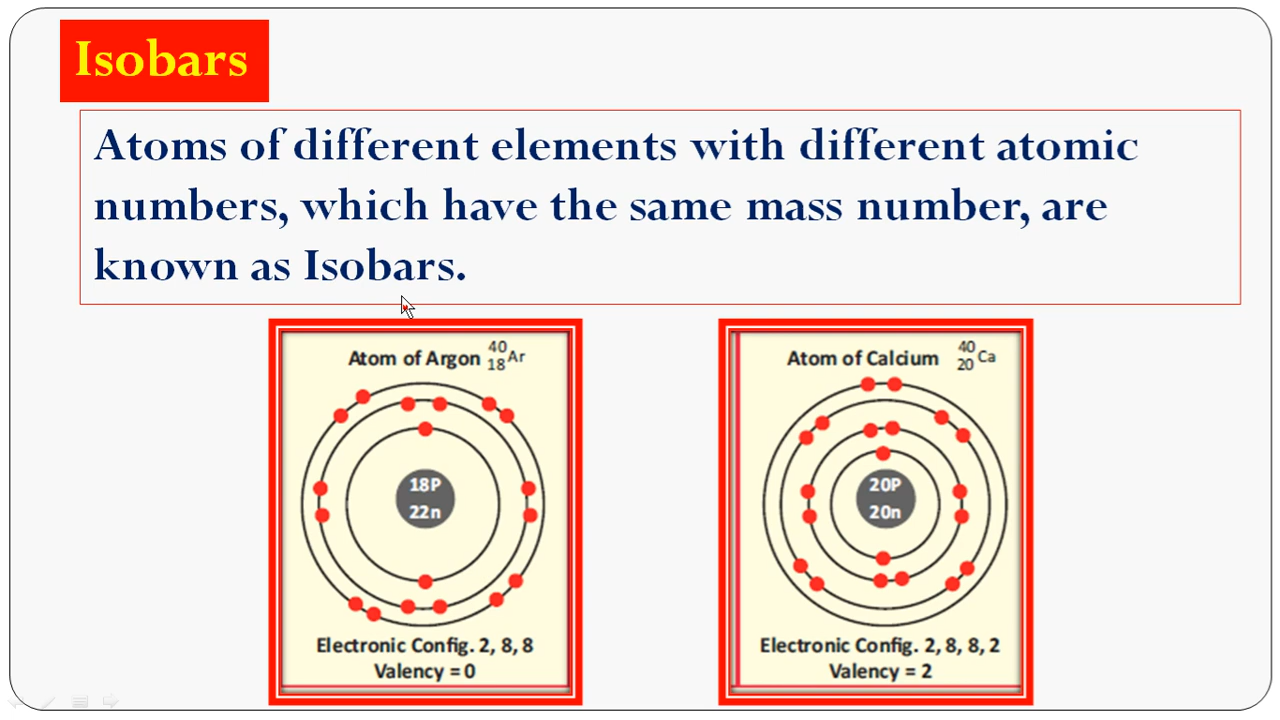 Isobars
Atoms of different elements with different atomic
numbers, which have the same mass number, are
known as Isobars.
Atom of Argon 40 18 Ar
18P
22n
Electronic Config. 2, 8, 8
Valency = 0
Atom of Calcium 40 20 Ca
20P
20n
Electronic Config. 2, 8, 8, 2
Valency = 2